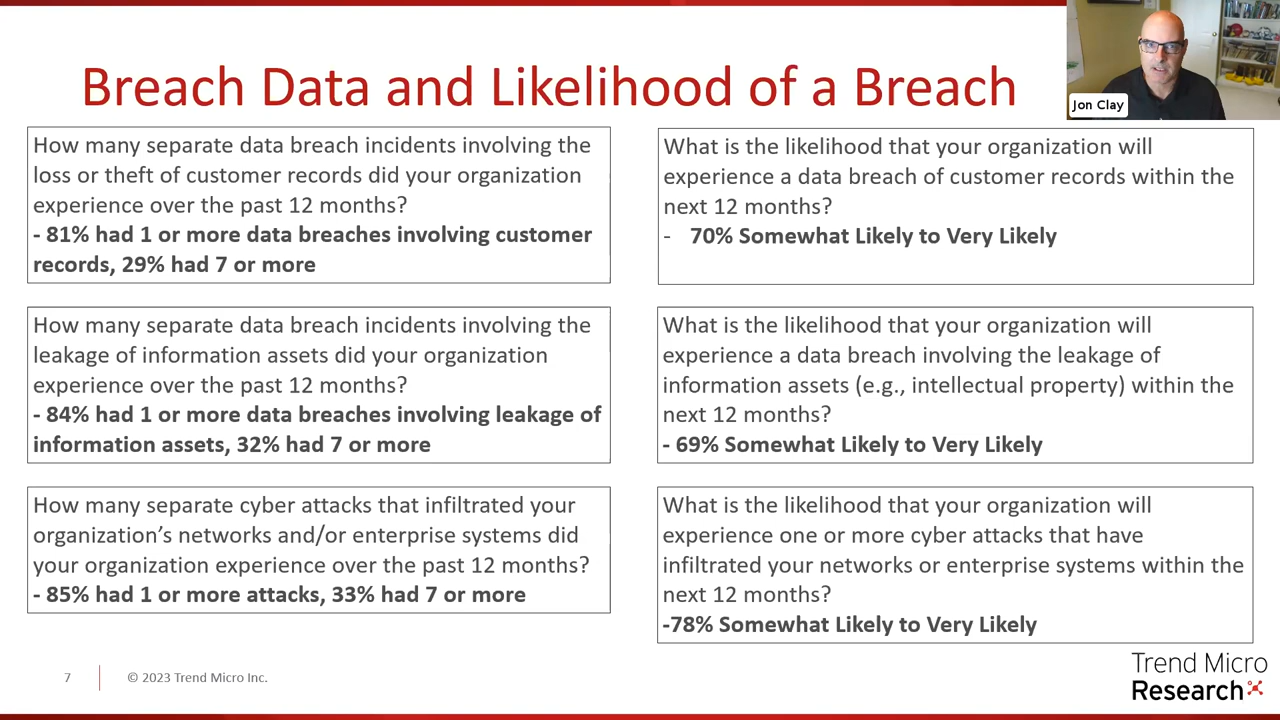 Breach Data and Likelihood of a Breach
Jon Clay
How many separate data breach incidents involving the
loss or theft of customer records did your organization
experience over the past 12 months?
- 81% had 1 or more data breaches involving customer
records, 29% had 7 or more
What is the likelihood that your organization will
experience a data breach of customer records within the
next 12 months?
- 70% Somewhat Likely to Very Likely
How many separate data breach incidents involving the
leakage of information assets did your organization
experience over the past 12 months?
- 84% had 1 or more data breaches involving leakage of
information assets, 32% had 7 or more
What is the likelihood that your organization will
experience a data breach involving the leakage of
information assets (e.g., intellectual property) within the
next 12 months?
- 69% Somewhat Likely to Very Likely
How many separate cyber attacks that infiltrated your
organization’s networks and/or enterprise systems did
your organization experience over the past 12 months?
- 85% had 1 or more attacks, 33% had 7 or more
What is the likelihood that your organization will
experience one or more cyber attacks that have
infiltrated your networks or enterprise systems within the
next 12 months?
-78% Somewhat Likely to Very Likely
7
© 2023 Trend Micro Inc.
Trend Micro
Research